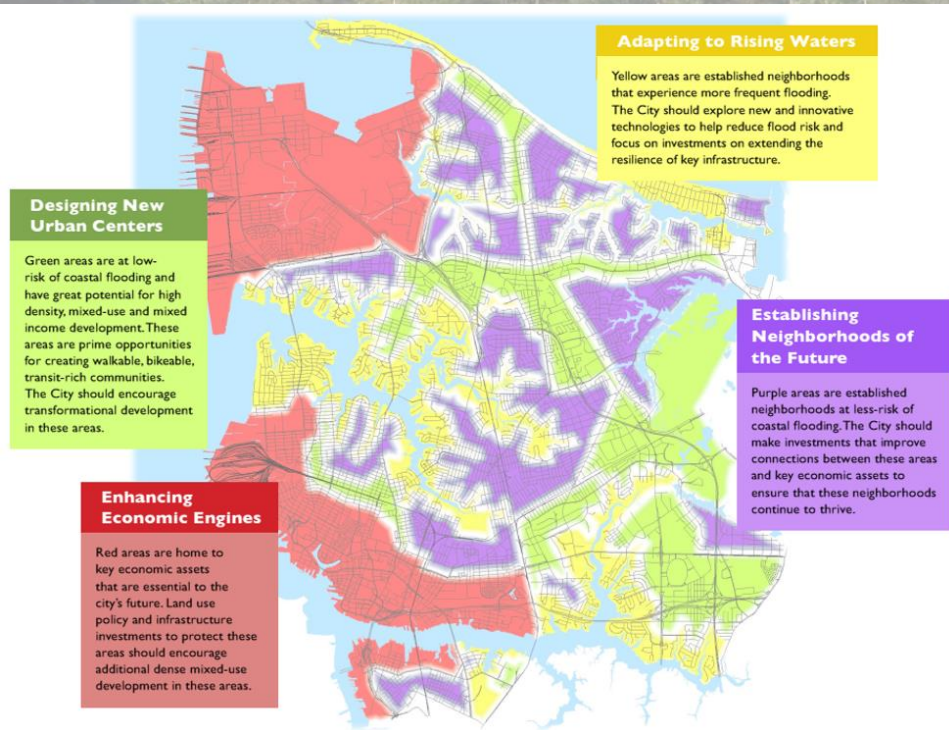 Adapting to Rising Waters
Yellow areas are established neighborhoods
that experience more frequent flooding.
The City should explore new and innovative
technologies to help reduce flood risk and
focus on investments on extending the
resilience of key infrastructure.
Designing New
Urban Centers
Green areas are at low-
risk of coastal flooding and
have great potential for high
density, mixed-use and mixed
income development. These
areas are prime opportunities
for creating walkable, bikeable,
transit-rich communities.
The City should encourage
transformational development
in these areas.
Establishing
Neighborhoods of
the Future
Purple areas are established
neighborhoods at less-risk of
coastal flooding. The City should
make investments that improve
connections between these areas
and key economic assets to
ensure that these neighborhoods
continue to thrive.
Enhancing
Economic Engines
Red areas are home to
key economic assets
that are essential to the
city's future. Land use
policy and infrastructure
investments to protect these
areas should encourage
additional dense mixed-use
development in these areas.